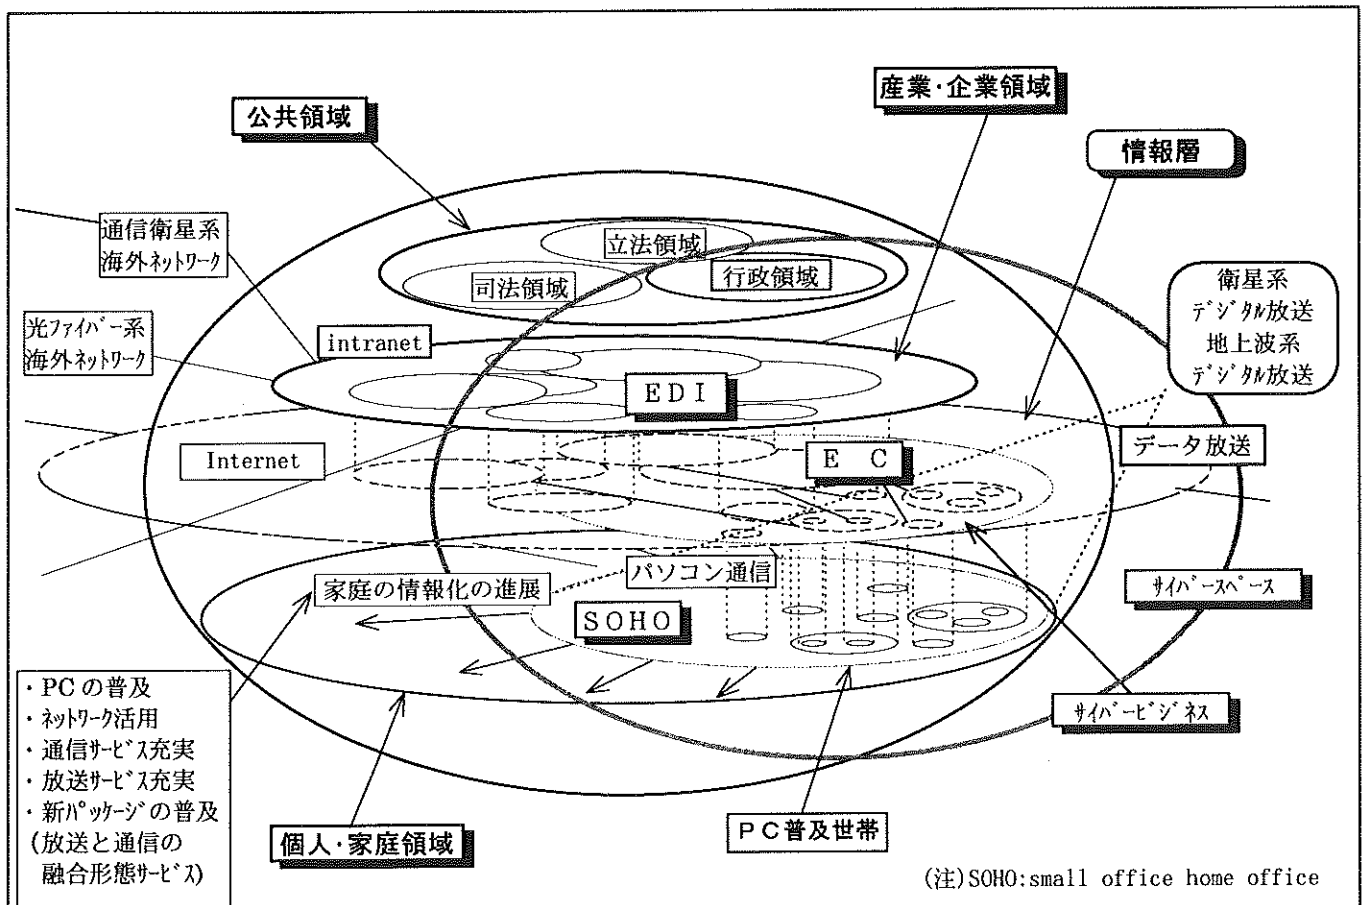 産業・企業領域
公共領域
情報層
通信衛星系
海外ネットワーク
立法領域
行政領域
司法領域
衛星系
デジタル放送
地上波系
デジタル放送
光ファイバー系
海外ネットワーク
intranet
EDI
データ放送
Internet
E C
パソコン通信
家庭の情報化の進展
SOHO
サイバースペース
・PCの普及
・ネットワーク活用
・通信サービス充実
・放送サービス充実
・新パッケージの普及
(放送と通信の
融合形態サービス)
サイバービジネス
個人・家庭領域
PC普及世帯
(注)SOHO:small office home office